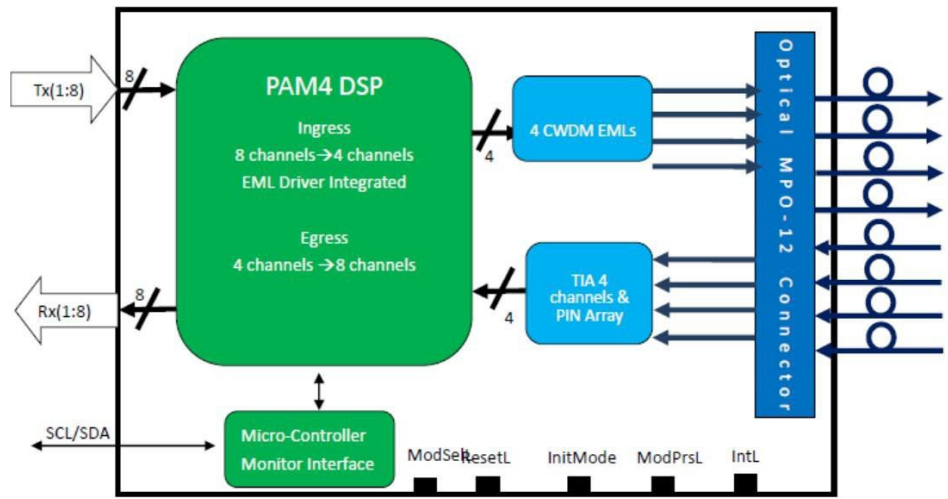 Tx(1:8)
8
PAM4 DSP
Ingress
8 channels→4 channels
EML Driver Integrated
Egress
4 channels →8 channels
4
4 CWDM EMLs
Optical MPO-12 Connector
Rx(1:8)
8
4
TIA 4
channels &
PIN Array
SCL/SDA
Micro-Controller
Monitor Interface
ModSelL
ResetL
InitMode
ModPrsL
IntL